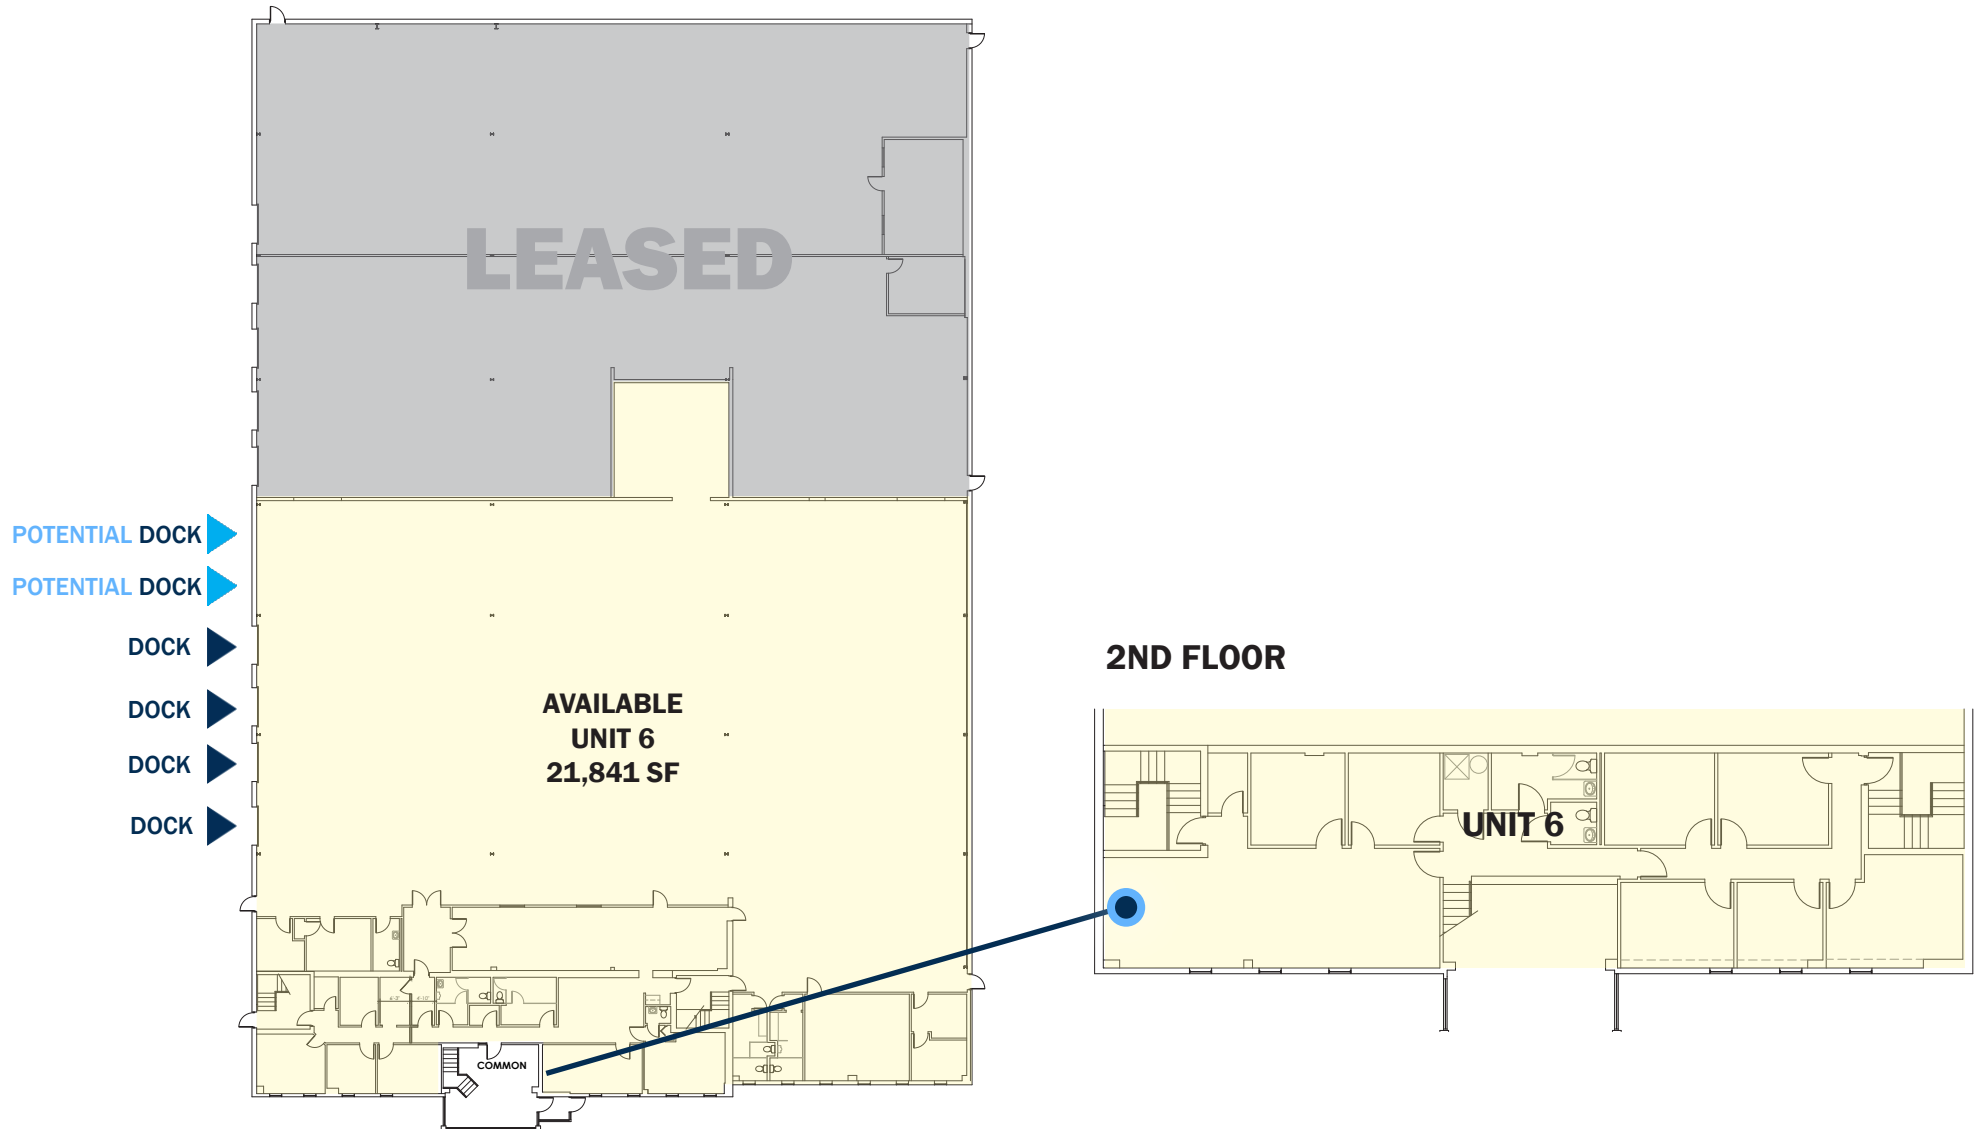 LEASED
POTENTIAL DOCK
POTENTIAL DOCK
DOCK
DOCK
DOCK
DOCK
AVAILABLE
UNIT 6
21,841 SF
COMMON
2ND FLOOR
UNIT 6